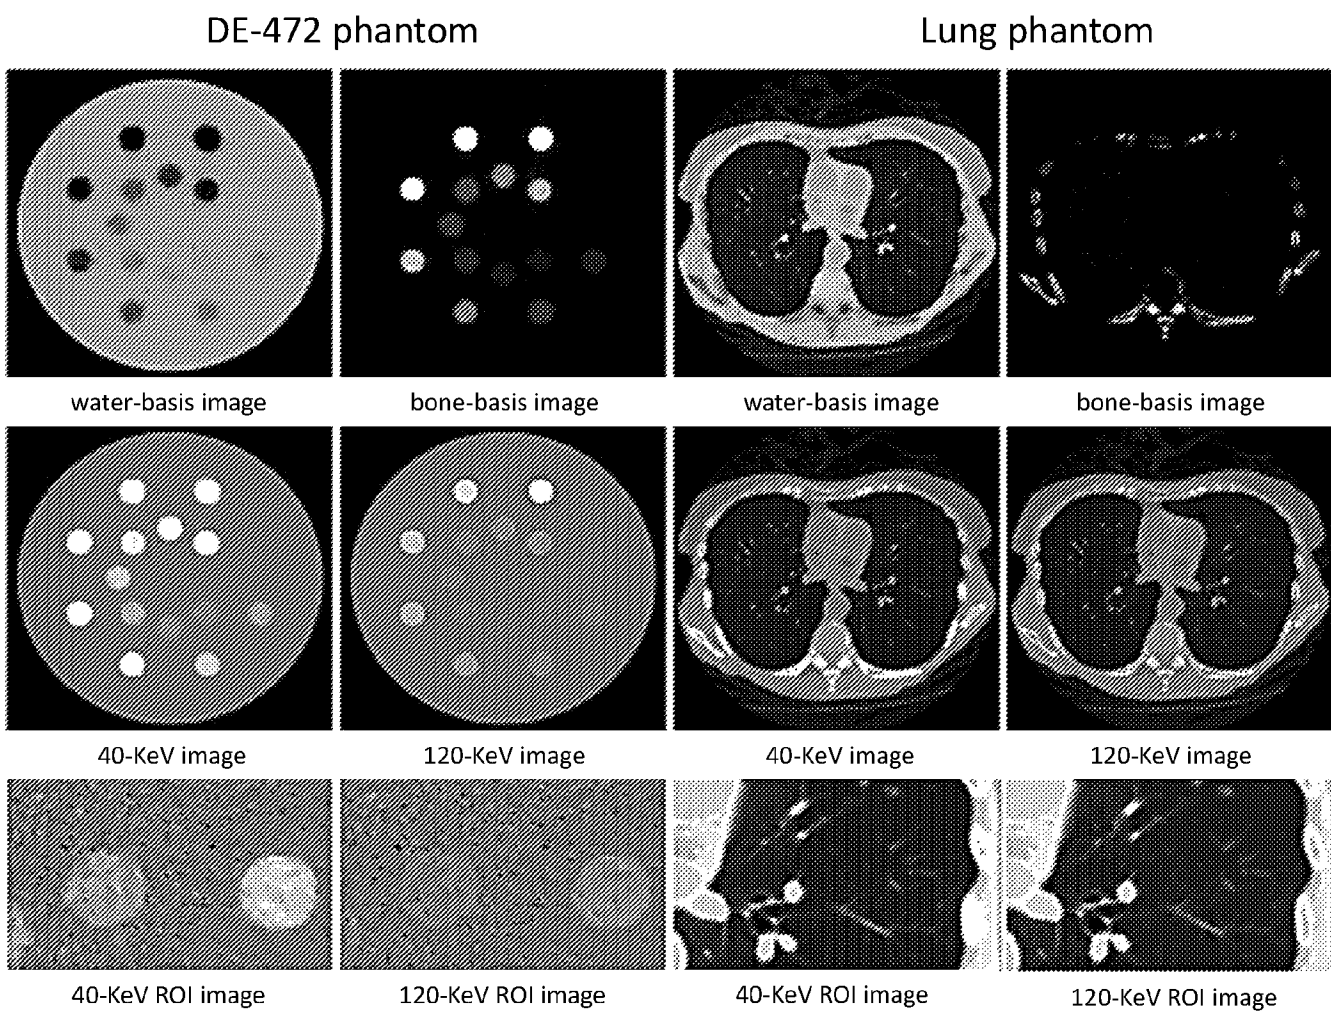 DE-472 phantom
Lung phantom
water-basis image
bone-basis image
water-basis image
bone-basis image
40-KeV image
120-KeV image
40-KeV image
120-KeV image
40-KeV ROI image
120-KeV ROI image
40-KeV ROI image
120-KeV ROI image